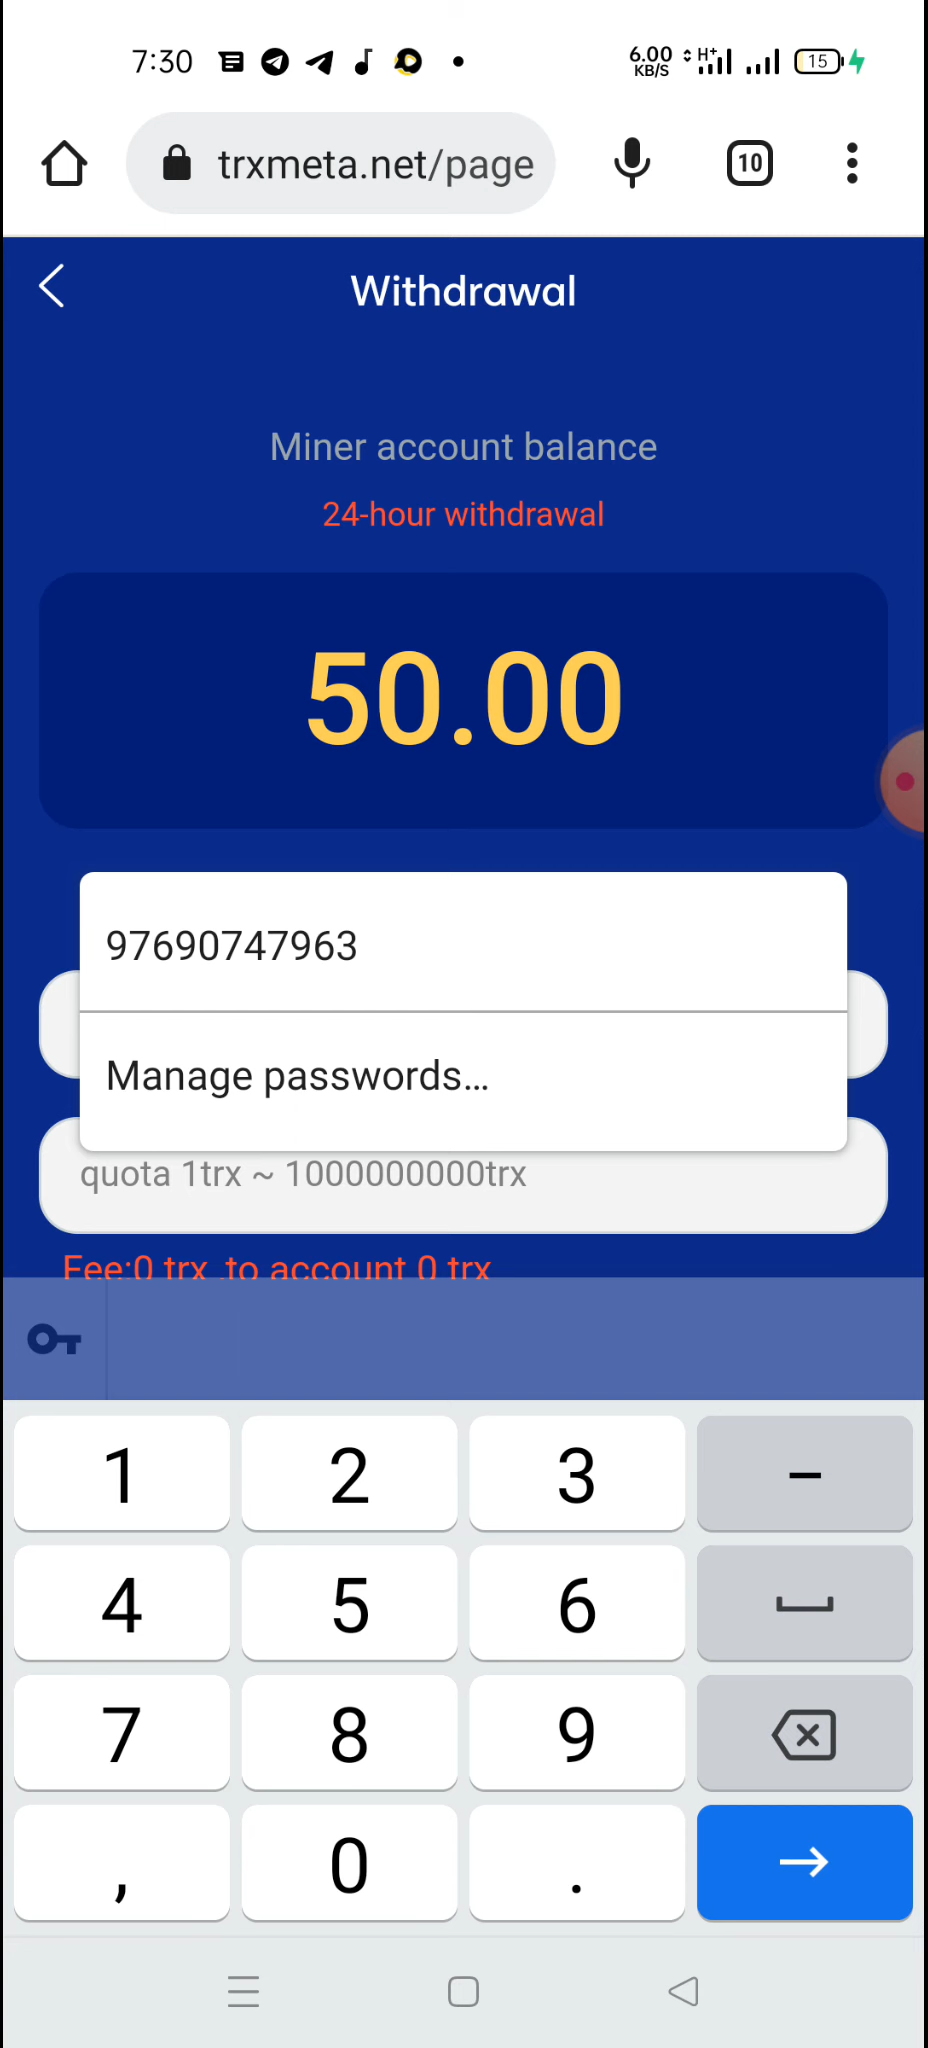 7:30
6.00 KB/S H+ 15
trxmeta.net/page
10
Withdrawal
Miner account balance
24-hour withdrawal
50.00
97690747963
Manage passwords...
quota 1trx ~ 1000000000trx
Fee:0 trx ,to account 0 trx
1 2 3 –
4 5 6
7 8 9
, 0 .